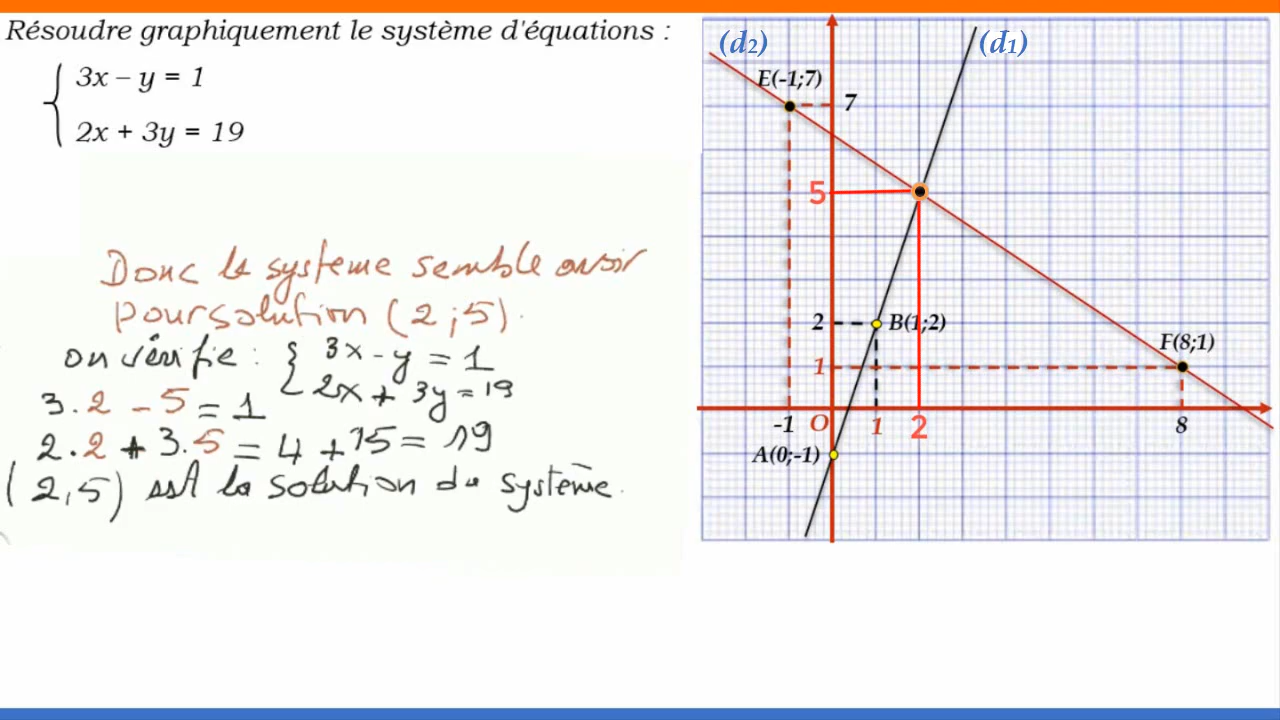 Résoudre graphiquement le système d'équations :
3x – y = 1
2x + 3y = 19
Donc le système semble avoir
pour solution (2 ; 5).
on vérifie : { 3x - y = 1
2x + 3y = 19
3.2 - 5 = 1
2.2 + 3.5 = 4 + 15 = 19
(2,5) est la solution du système.
(d2)
(d1)
E(-1;7)
7
5
2
B(1;2)
F(8;1)
1
-1
O
1
2
8
A(0;-1)